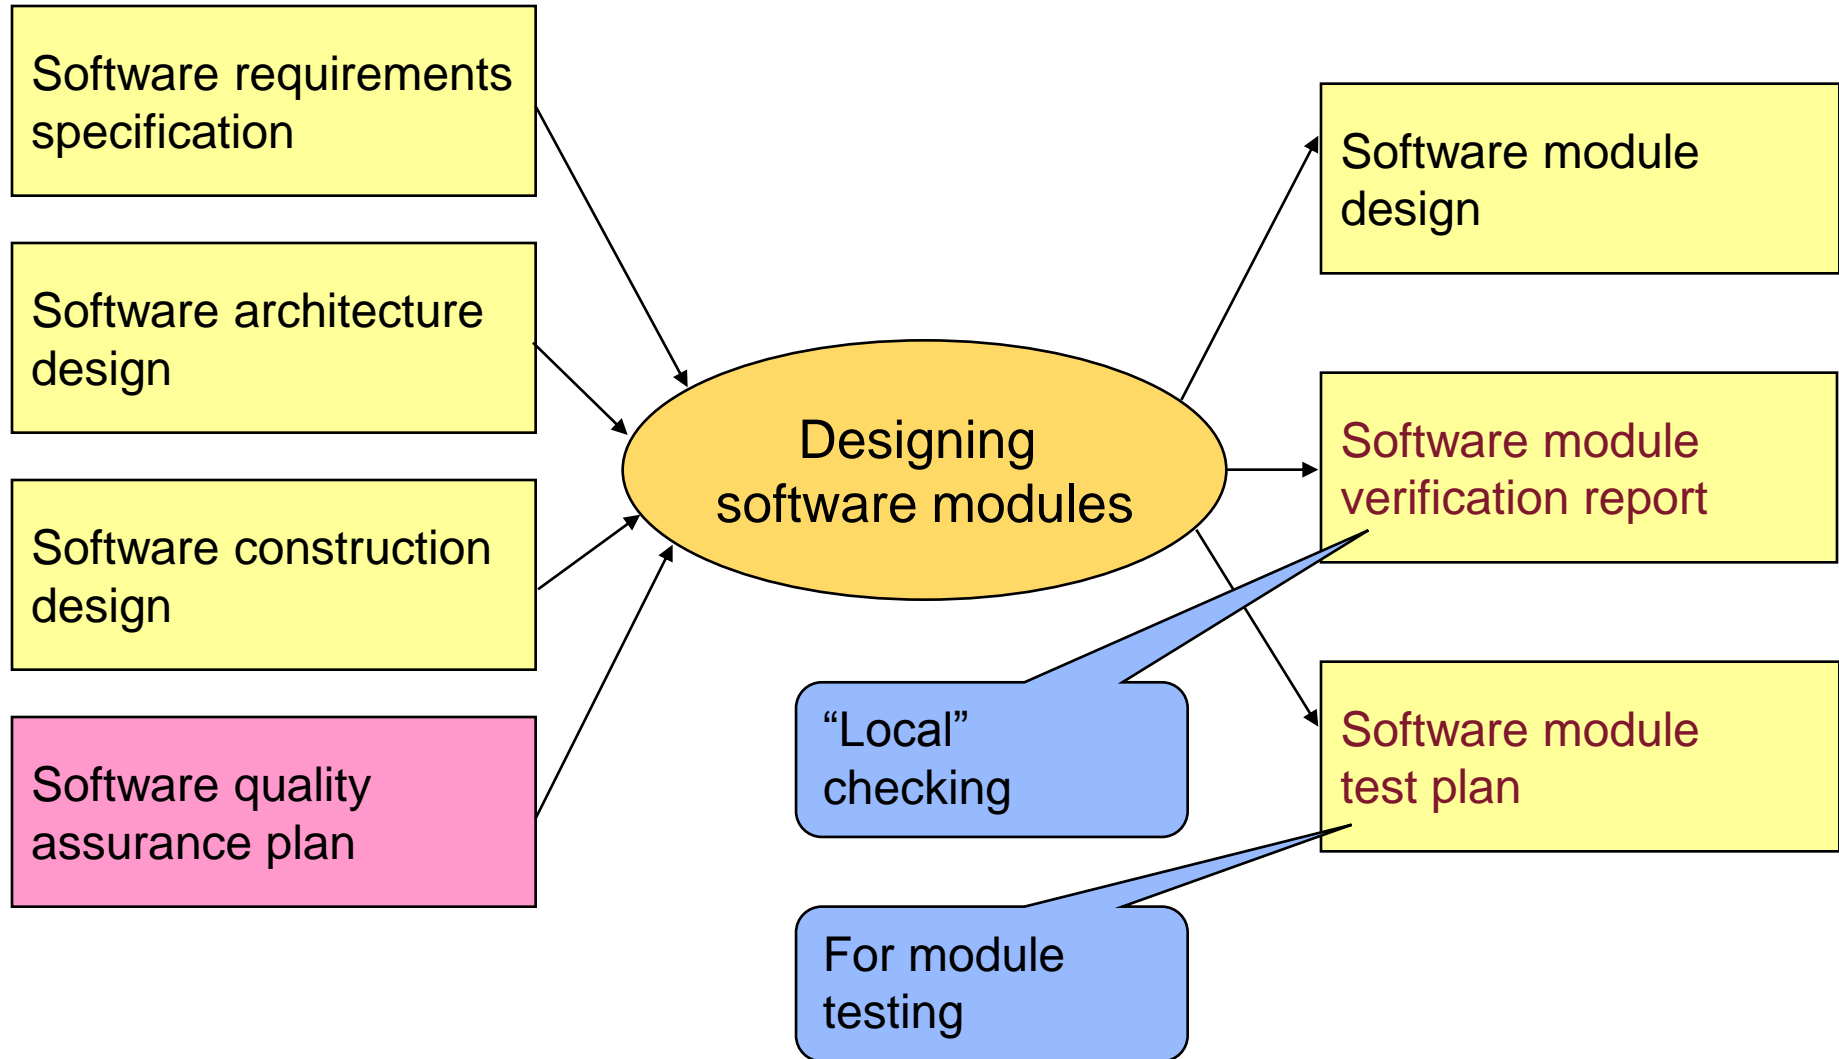 Software requirements
specification
Software architecture
design
Software construction
design
Software quality
assurance plan
Designing
software modules
Software module
design
Software module
verification report
Software module
test plan
“Local”
checking
For module
testing